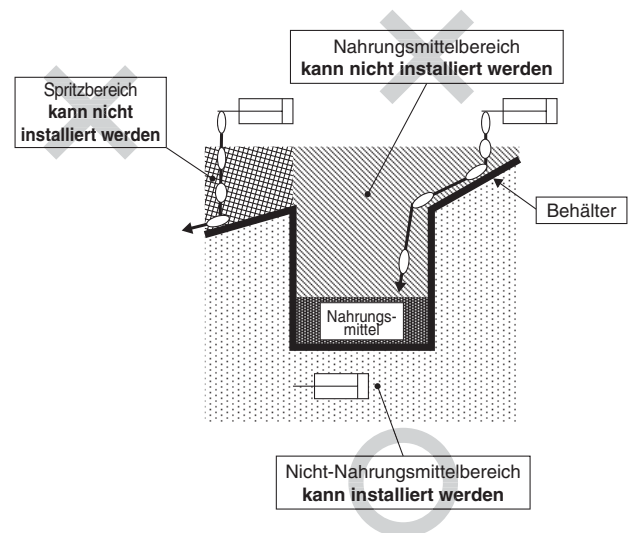 Nahrungsmittelbereich
kann nicht installiert werden
Spritzbereich
kann nicht
installiert werden
Behälter
Nahrungs-
mittel
Nicht-Nahrungsmittelbereich
kann installiert werden